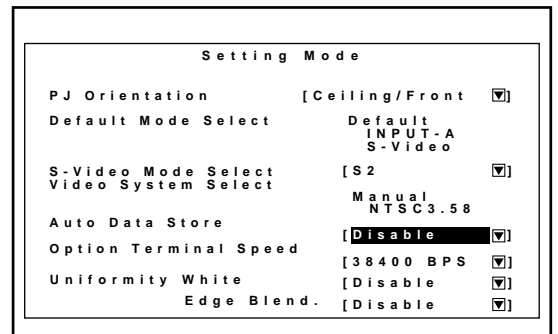 Setting Mode
PJ Orientation [Ceiling/Front ▼]
Default Mode Select Default
INPUT-A
S-Video
S-Video Mode Select [S2 ▼]
Video System Select
Manual
NTSC3.58
Auto Data Store
[Disable ▼]
Option Terminal Speed
[38400 BPS ▼]
Uniformity White [Disable ▼]
Edge Blend. [Disable ▼]